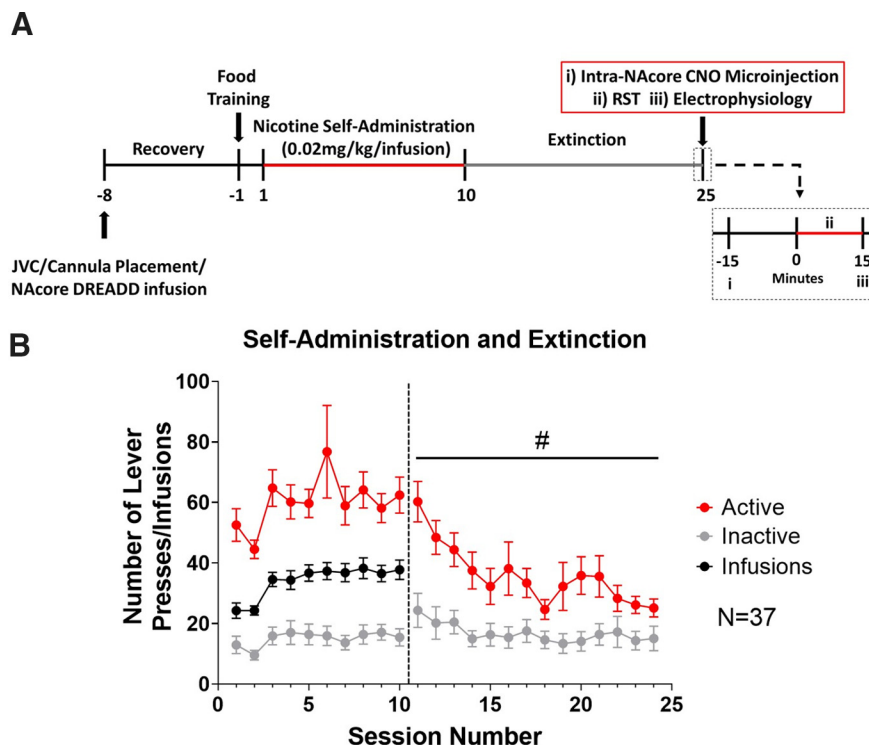 A
Food
Training
i) Intra-NAcore CNO Microinjection
ii) RST iii) Electrophysiology
Nicotine Self-Administration
(0.02mg/kg/infusion)
Recovery
Extinction
-8
-1
1
10
25
JVC/Cannula Placement/
NAcore DREADD infusion
ii
-15
0
15
Minutes
i
iii
B
Self-Administration and Extinction
Number of Lever
Presses/Infusions
100
80
60
40
20
0
#
Active
Inactive
Infusions
N=37
0
5
10
15
20
25
Session Number